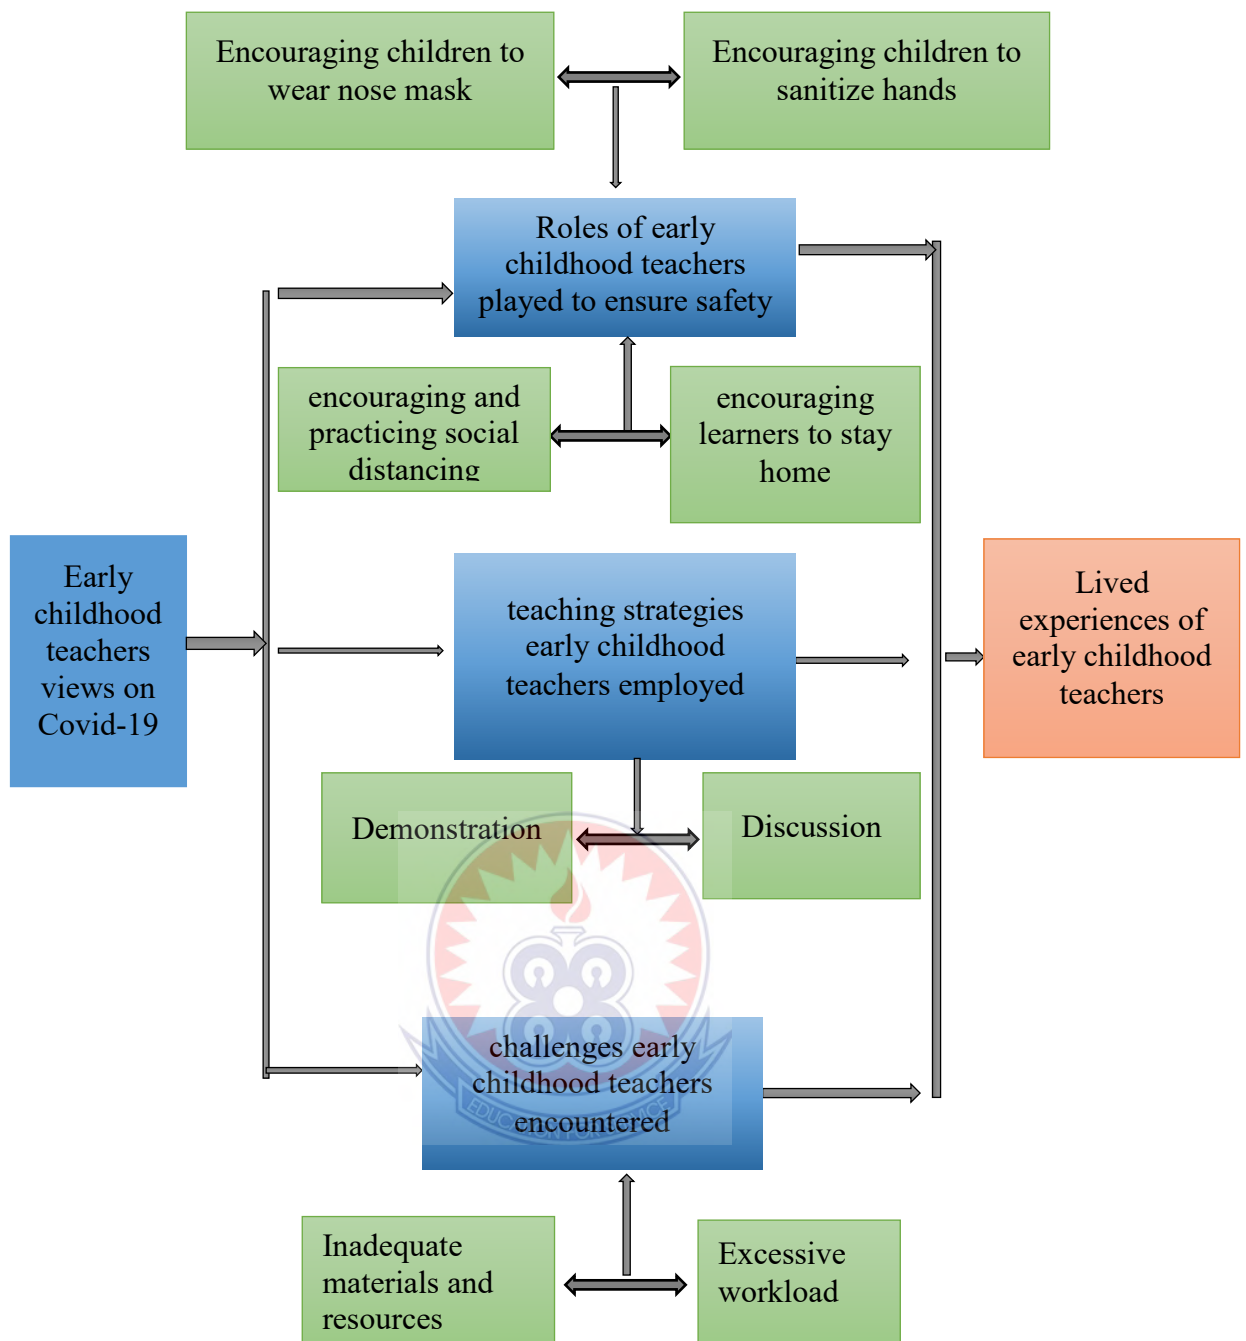 Encouraging children to
wear nose mask
Encouraging children to
sanitize hands
Roles of early
childhood teachers
played to ensure safety
encouraging and
practicing social
distancing
encouraging
learners to stay
home
Early
childhood
teachers
views on
Covid-19
teaching strategies
early childhood
teachers employed
Lived
experiences of
early childhood
teachers
Demonstration
Discussion
challenges early
childhood teachers
encountered
EDUCATION FOR SERVICE
Inadequate
materials and
resources
Excessive
workload